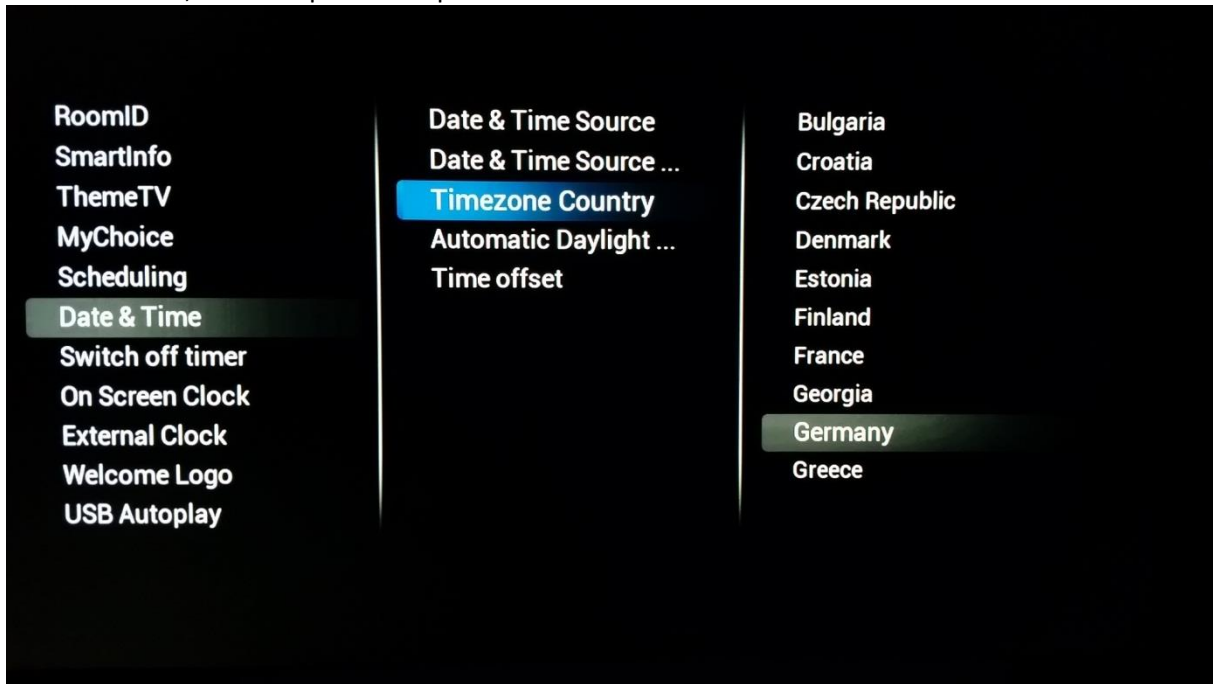 RoomID
SmartInfo
ThemeTV
MyChoice
Scheduling
Date & Time
Switch off timer
On Screen Clock
External Clock
Welcome Logo
USB Autoplay
Date & Time Source
Date & Time Source ...
Timezone Country
Automatic Daylight ...
Time offset
Bulgaria
Croatia
Czech Republic
Denmark
Estonia
Finland
France
Georgia
Germany
Greece